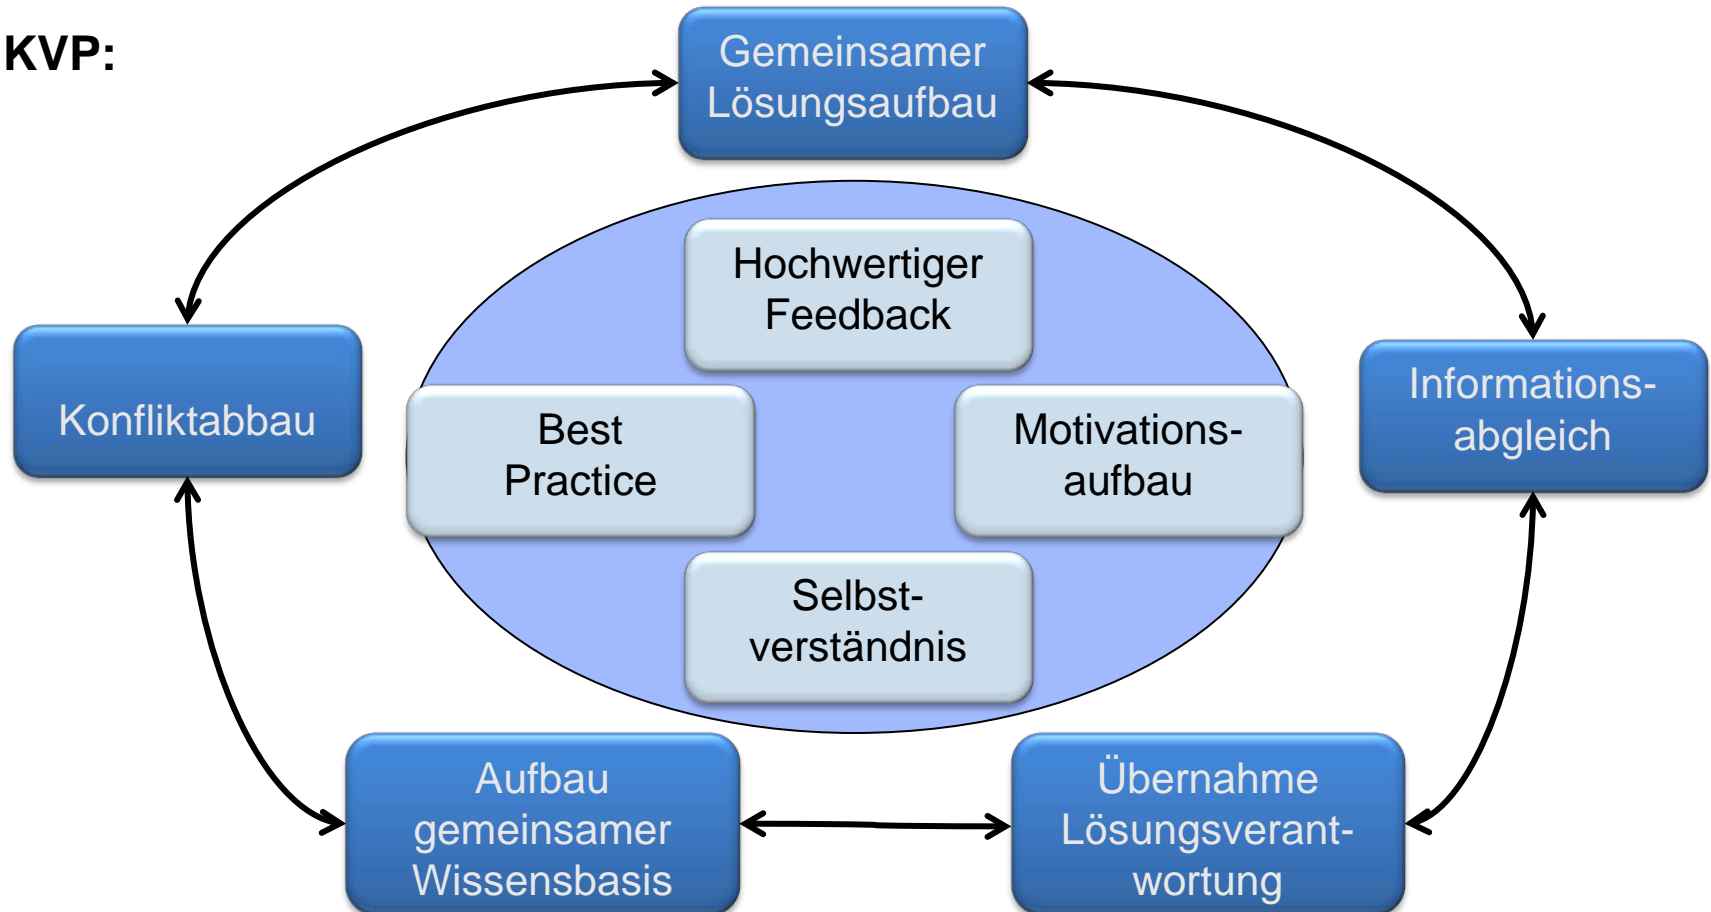 KVP:
Gemeinsamer
Lösungsaufbau
Hochwertiger
Feedback
Konfliktabbau
Best
Practice
Motivations-
aufbau
Informations-
abgleich
Selbst-
verständnis
Aufbau
gemeinsamer
Wissensbasis
Übernahme
Lösungsverant-
wortung